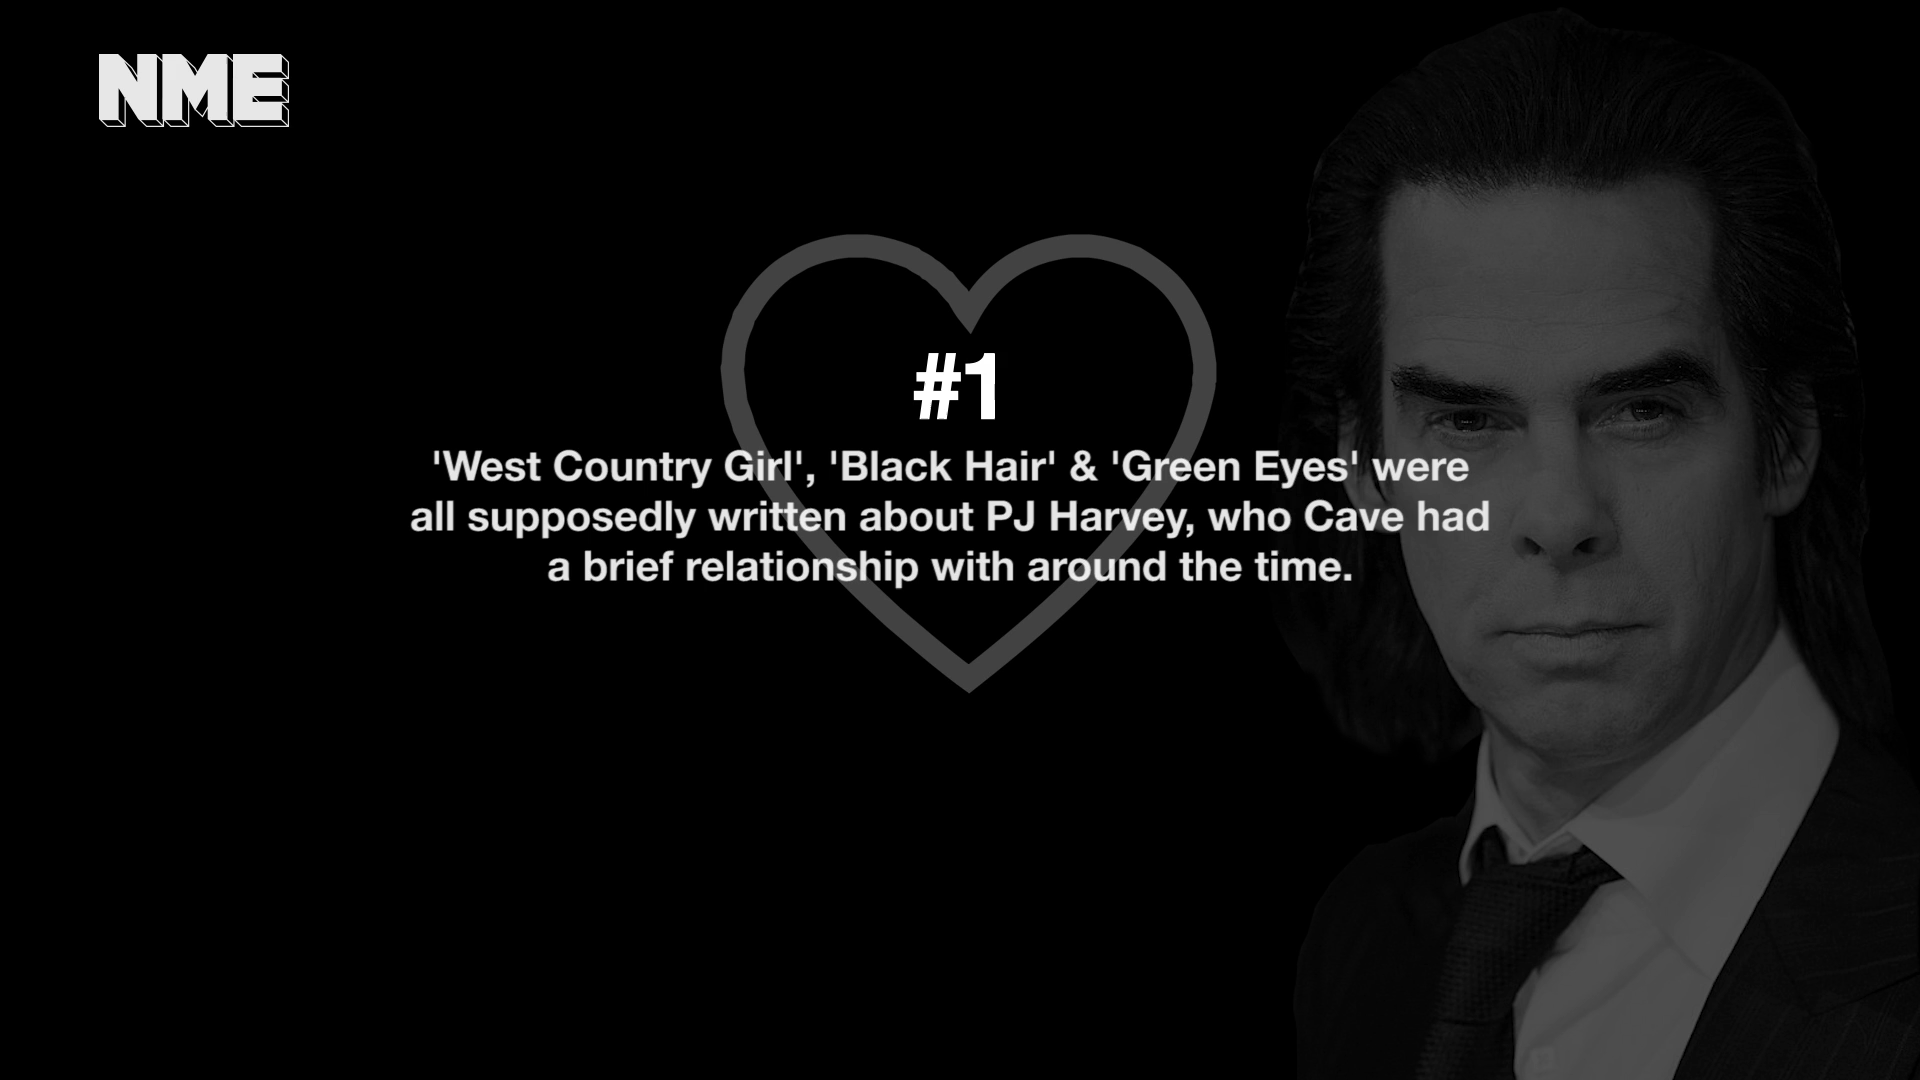 NME
#1
'West Country Girl', 'Black Hair' & 'Green Eyes' were
all supposedly written about PJ Harvey, who Cave had
a brief relationship with around the time.